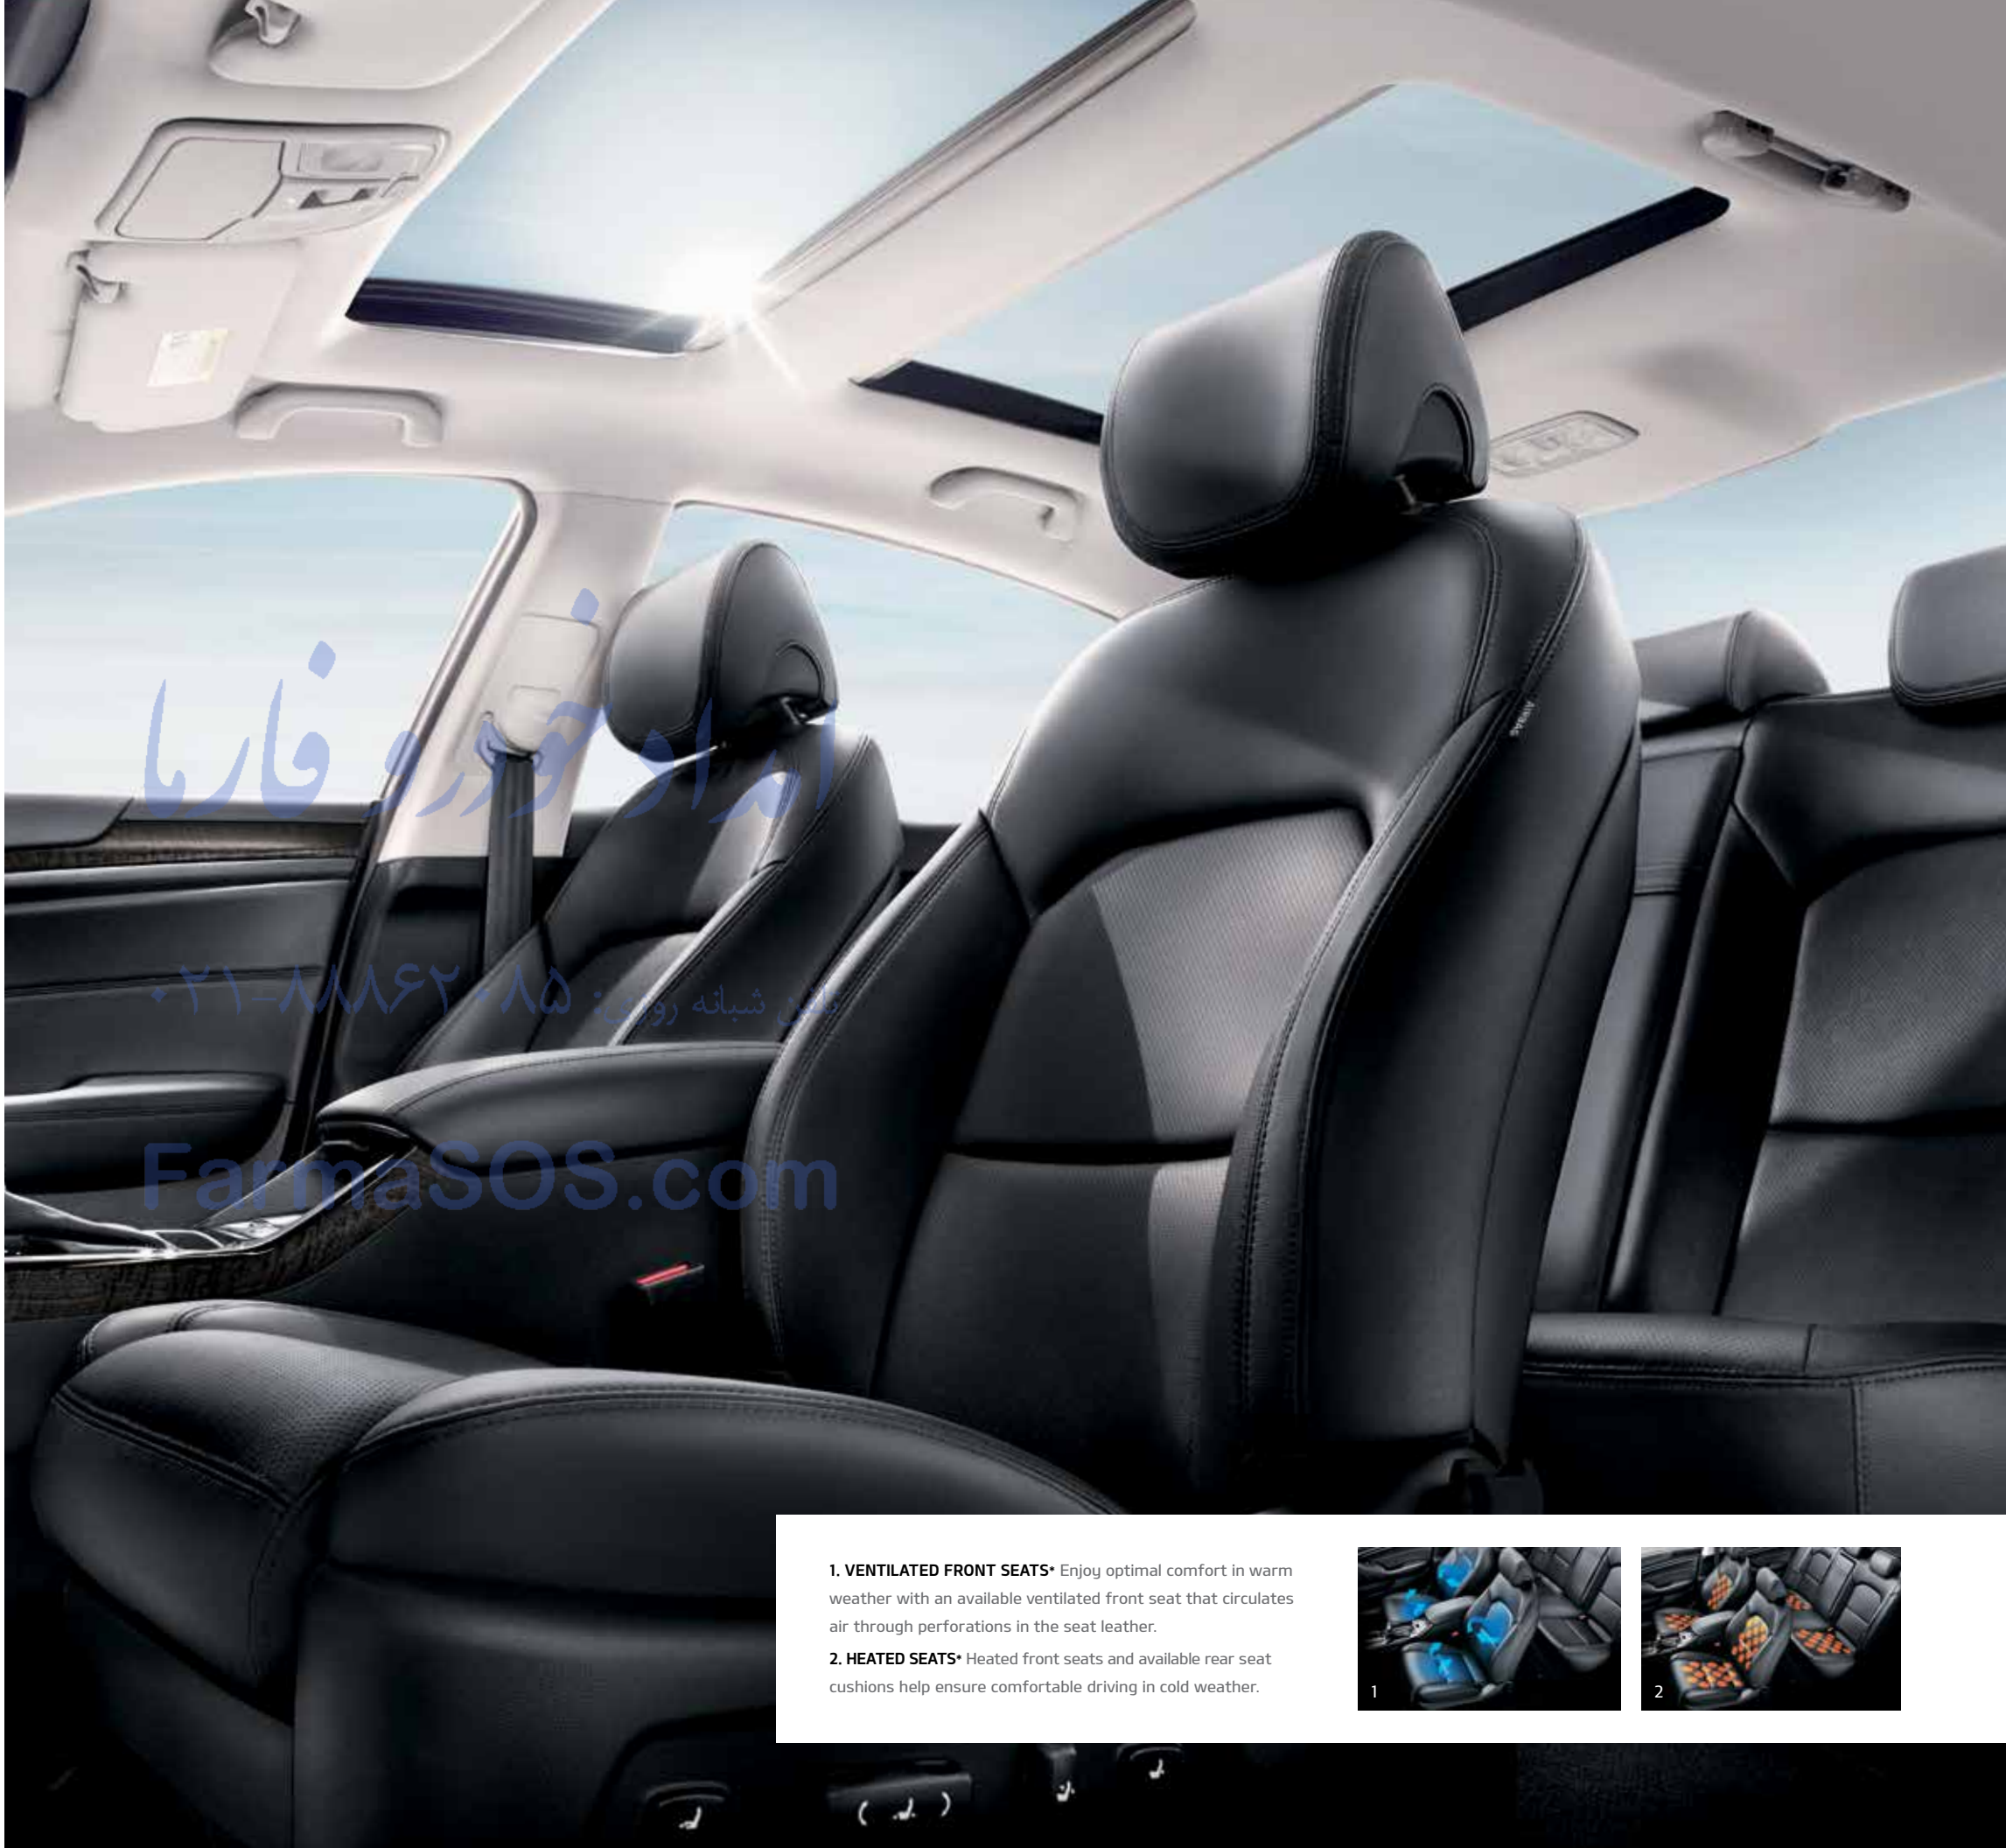 امداد خودرو فارما
تلفن شبانه روزی: ۰۲۱-۸۸۸۶۲۰۸۵
FarmaSOS.com
AIRBAG
1. VENTILATED FRONT SEATS* Enjoy optimal comfort in warm
weather with an available ventilated front seat that circulates
air through perforations in the seat leather.
2. HEATED SEATS* Heated front seats and available rear seat
cushions help ensure comfortable driving in cold weather.
1
2